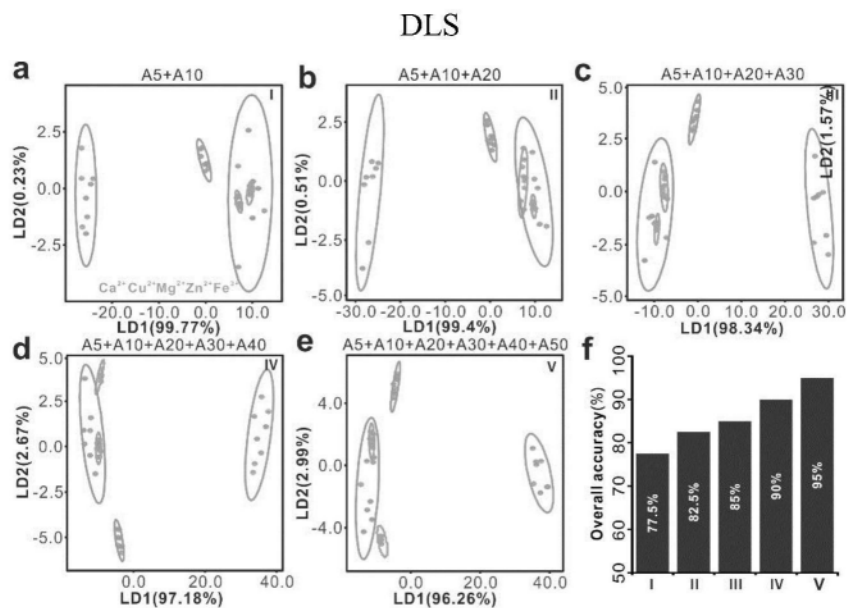 DLS
a
A5+A10
I
LD2(0.23%)
2.5
0.0
-2.5
Ca²⁺Cu²⁺Mg²⁺Zn²⁺Fe³⁺
-20.0 -10.0 0.0 10.0
LD1(99.77%)
b
A5+A10+A20
II
LD2(0.51%)
5.0
2.5
0.0
-2.5
-5.0
-30.0 -20.0 -10.0 0.0 10.0
LD1(99.4%)
c
A5+A10+A20+A30
III
LD2(1.57%)
5.0
2.5
0.0
-2.5
-5.0
-10.0 0.0 10.0 20.0 30.0
LD1(98.34%)
d
A5+A10+A20+A30+A40
IV
LD2(2.67%)
5.0
2.5
0.0
-2.5
-5.0
0.0 20.0 40.0
LD1(97.18%)
e
A5+A10+A20+A30+A40+A50
V
LD2(2.99%)
4.0
0.0
-4.0
0.0 20.0 40.0
LD1(96.26%)
f
Overall accuracy(%)
100
90
80
70
60
50
77.5%
82.5%
85%
90%
95%
I II III IV V